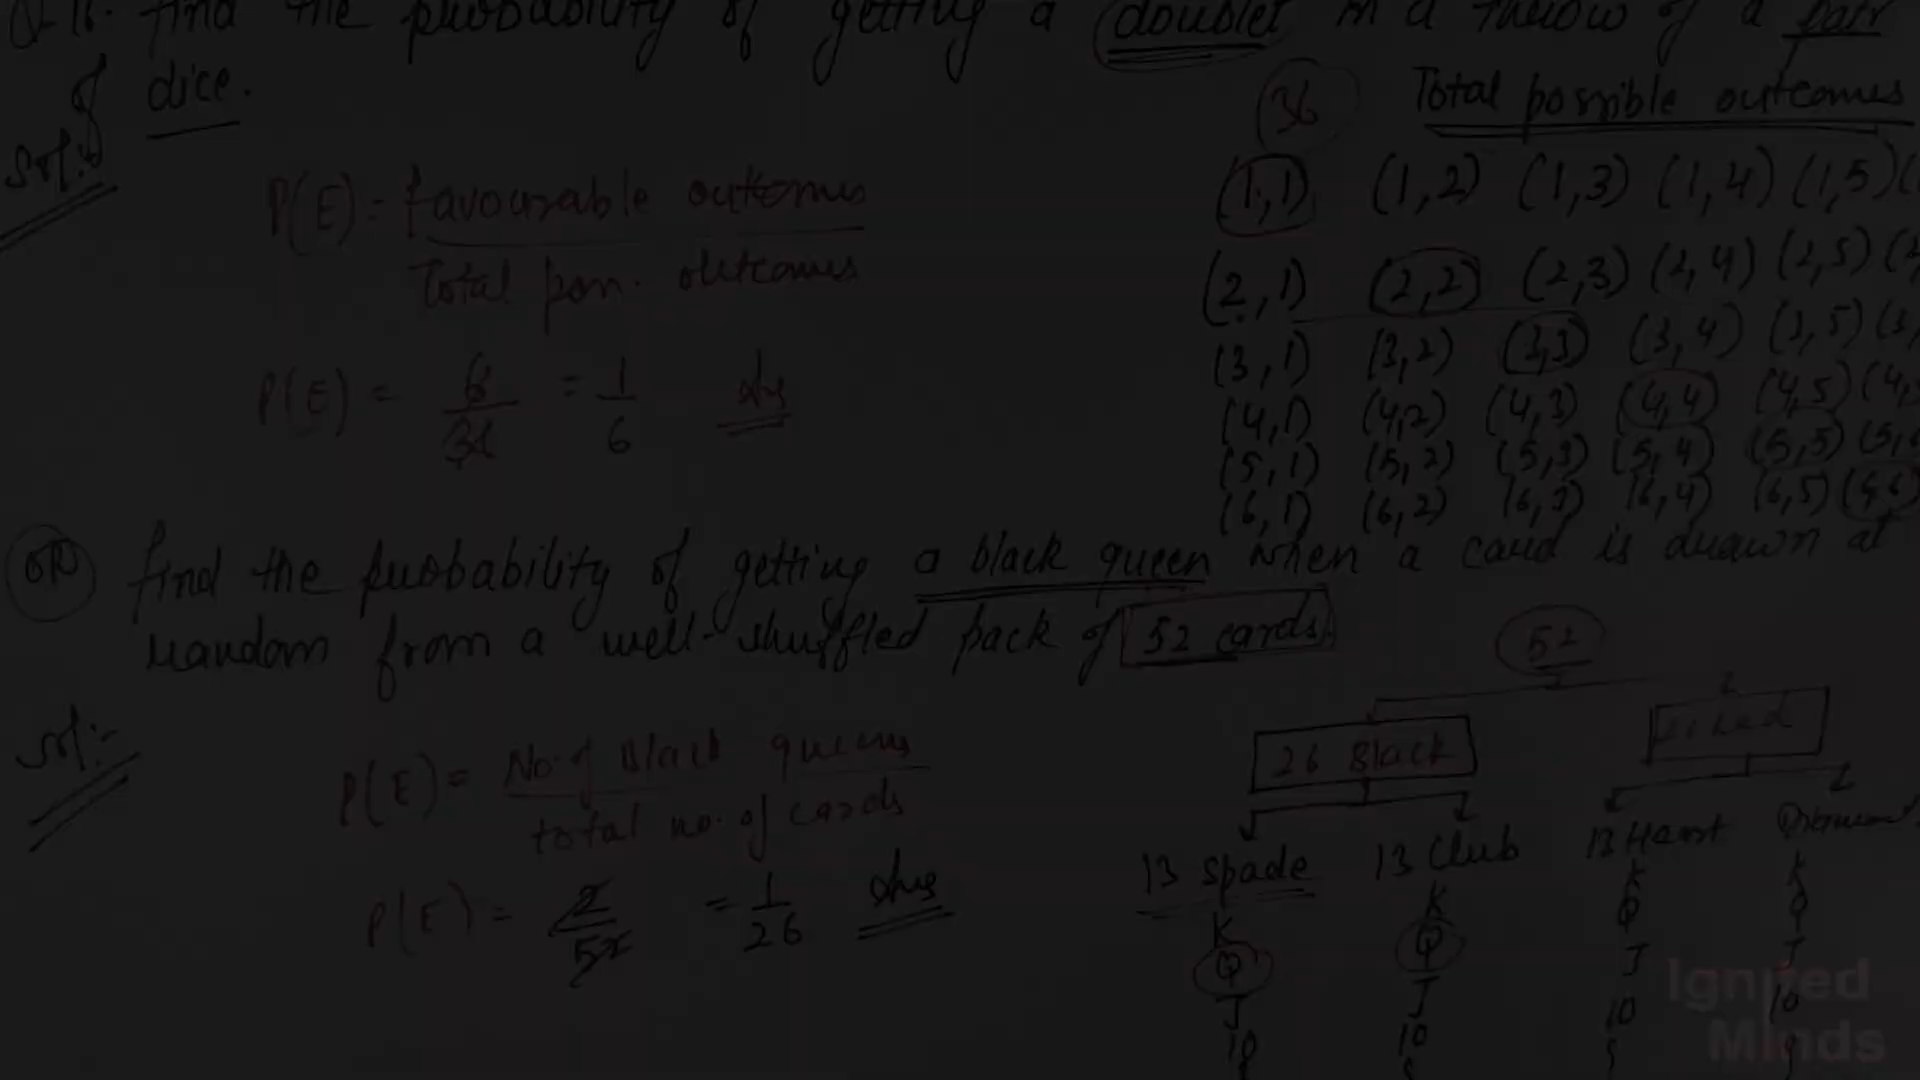 Q-16. find the probability of getting a doublet in a throw of a pair
of dice.
Sol:-
36 Total possible outcomes
P(E) = favourable outcomes
Total poss. outcomes
(1,1) (1,2) (1,3) (1,4) (1,5)
(2,1) (2,2) (2,3) (2,4) (2,5)
(3,1) (3,2) (3,3) (3,4) (3,5)
P(E) = 6/36 = 1/6 Ans
(4,1) (4,2) (4,3) (4,4) (4,5)
(5,1) (5,2) (5,3) (5,4) (5,5)
(6,1) (6,2) (6,3) (6,4) (6,5) (6,6)
OR find the probability of getting a black queen when a card is drawn at
random from a well-shuffled pack of 52 cards.
52
Sol:-
26 Black
P(E) = No. of Black queens
total no. of cards
13 Spade 13 Club 13 Heart
P(E) = 2/52 = 1/26 Ans
K K K K
Q Q Q Q
J J J J
10 10 10 10
Ignited
Minds